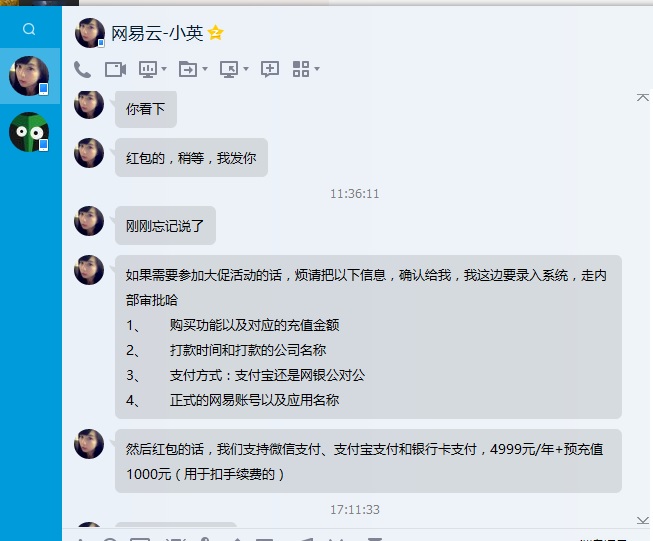 网易云-小英
你看下
红包的，稍等，我发你
11:36:11
刚刚忘记说了
如果需要参加大促活动的话，烦请把以下信息，确认给我，我这边要录入系统，走内
部审批哈
1、 购买功能以及对应的充值金额
2、 打款时间和打款的公司名称
3、 支付方式：支付宝还是网银公对公
4、 正式的网易账号以及应用名称
然后红包的话，我们支持微信支付、支付宝支付和银行卡支付，4999元/年+预充值
1000元（用于扣手续费的）
17:11:33